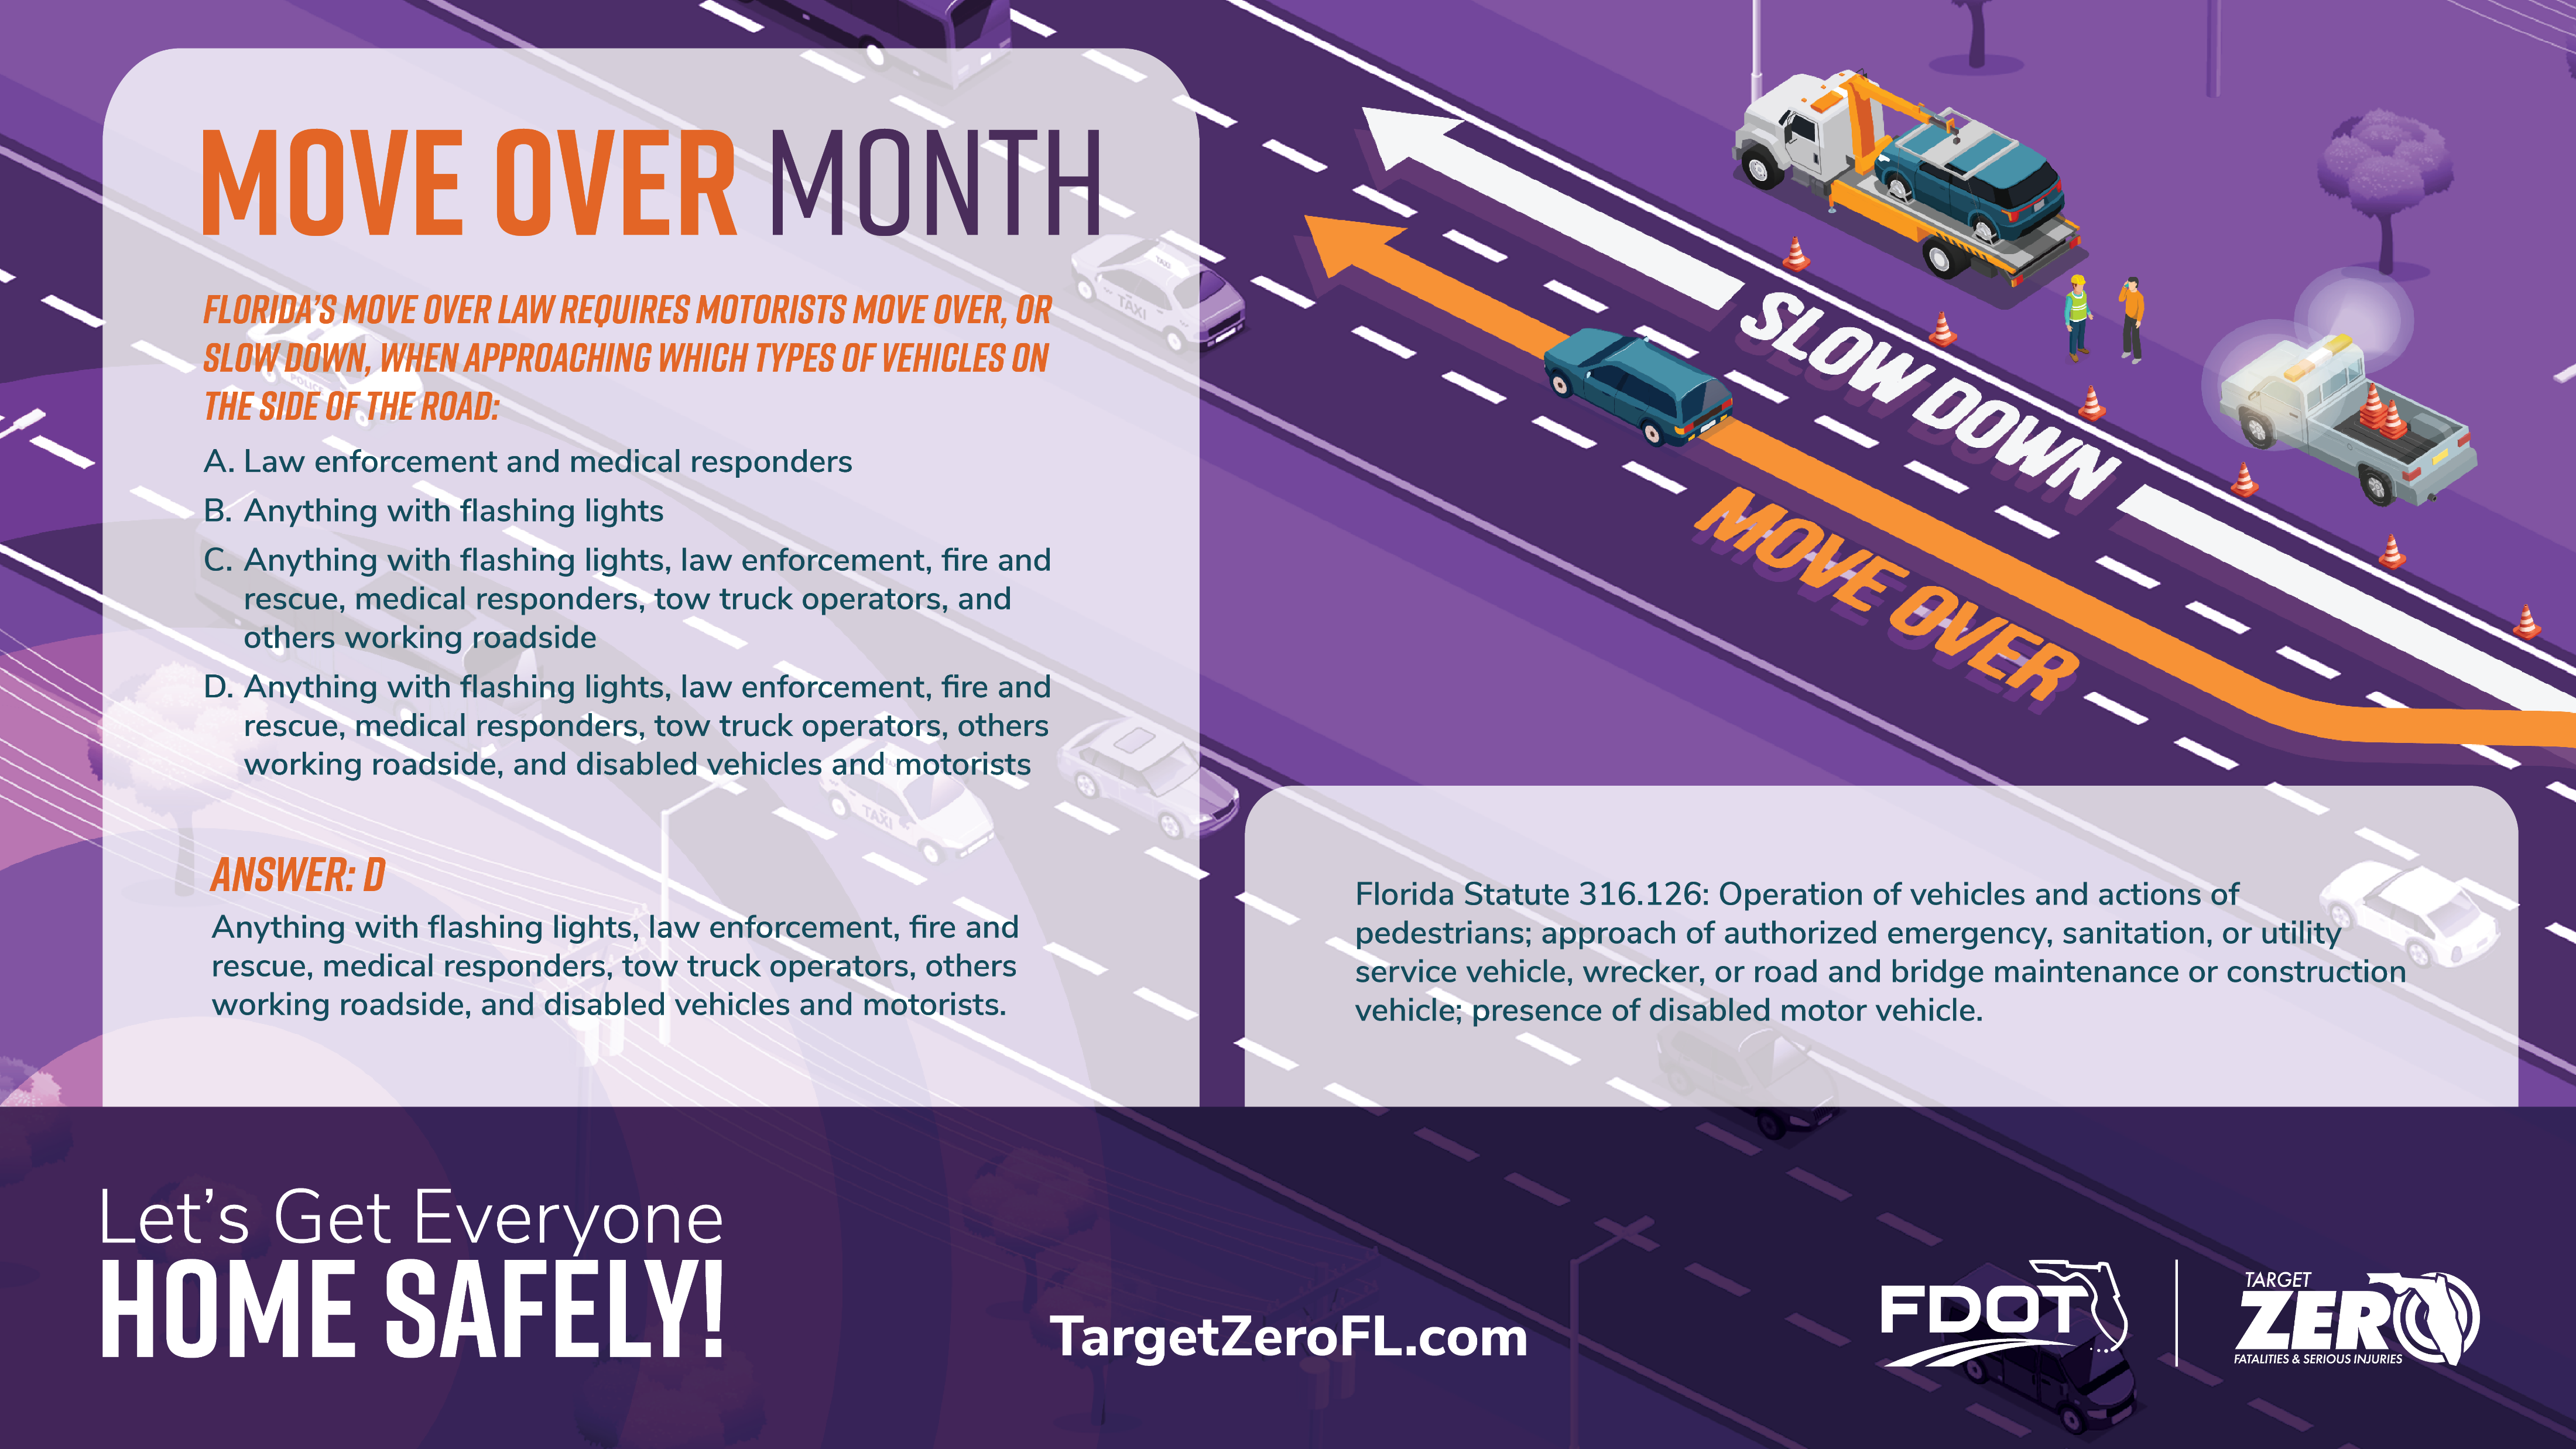 MOVE OVER MONTH
FLORIDA'S MOVE OVER LAW REQUIRES MOTORISTS MOVE OVER, OR
SLOW DOWN, WHEN APPROACHING WHICH TYPES OF VEHICLES ON
THE SIDE OF THE ROAD:
A. Law enforcement and medical responders
B. Anything with flashing lights
C. Anything with flashing lights, law enforcement, fire and
rescue, medical responders, tow truck operators, and
others working roadside
D. Anything with flashing lights, law enforcement, fire and
rescue, medical responders, tow truck operators, others
working roadside, and disabled vehicles and motorists
ANSWER: D
Anything with flashing lights, law enforcement, fire and
rescue, medical responders, tow truck operators, others
working roadside, and disabled vehicles and motorists.
SLOW DOWN
MOVE OVER
TAXI
TAXI
POLICE
TAXI
Florida Statute 316.126: Operation of vehicles and actions of
pedestrians; approach of authorized emergency, sanitation, or utility
service vehicle, wrecker, or road and bridge maintenance or construction
vehicle; presence of disabled motor vehicle.
Let's Get Everyone
HOME SAFELY!
TargetZeroFL.com
FDOT
TARGET
ZERO
FATALITIES & SERIOUS INJURIES